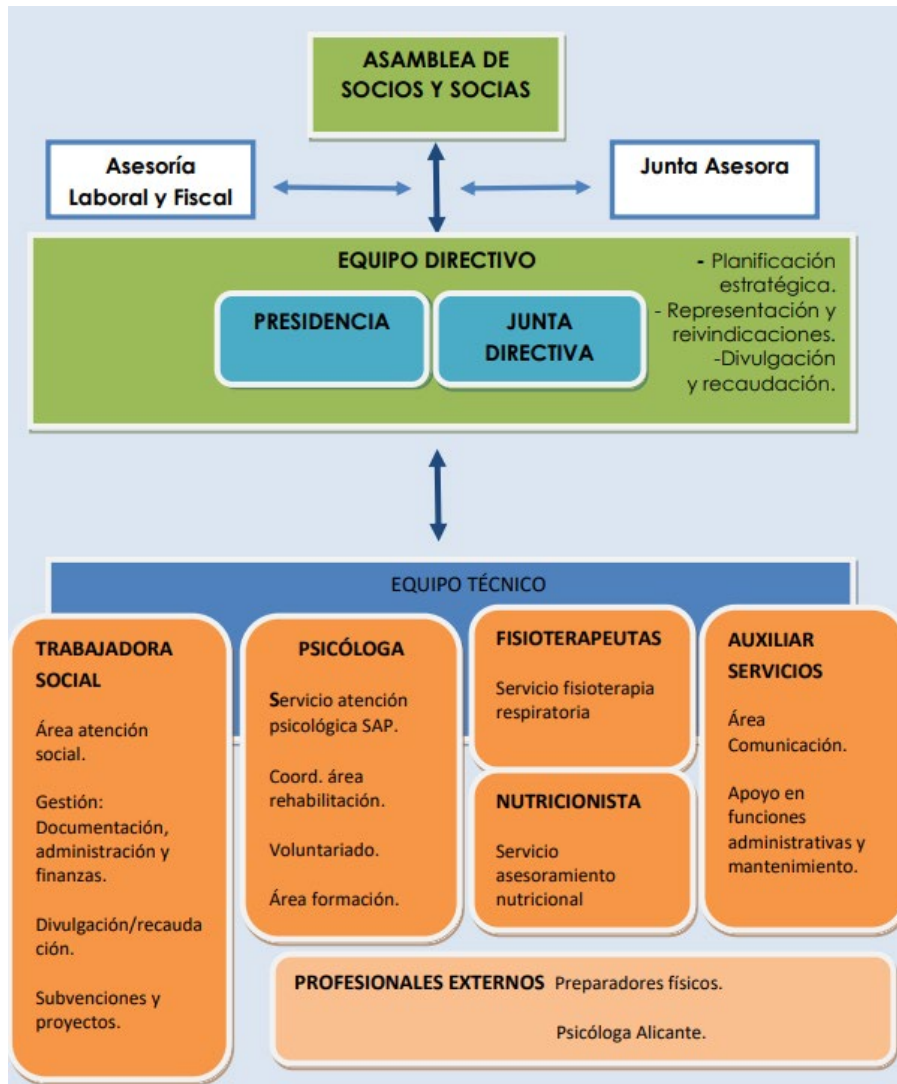 ASAMBLEA DE
SOCIOS Y SOCIAS
Asesoría
Laboral y Fiscal
Junta Asesora
EQUIPO DIRECTIVO
PRESIDENCIA
JUNTA
DIRECTIVA
- Planificación
estratégica.
- Representación y
reivindicaciones.
-Divulgación
y recaudación.
EQUIPO TÉCNICO
TRABAJADORA
SOCIAL
Área atención
social.
Gestión:
Documentación,
administración y
finanzas.
Divulgación/recauda
ción.
Subvenciones y
proyectos.
PSICÓLOGA
Servicio atención
psicológica SAP.
Coord. área
rehabilitación.
Voluntariado.
Área formación.
FISIOTERAPEUTAS
Servicio fisioterapia
respiratoria
NUTRICIONISTA
Servicio
asesoramiento
nutricional
AUXILIAR
SERVICIOS
Área
Comunicación.
Apoyo en
funciones
administrativas y
mantenimiento.
PROFESIONALES EXTERNOS Preparadores físicos.
Psicóloga Alicante.